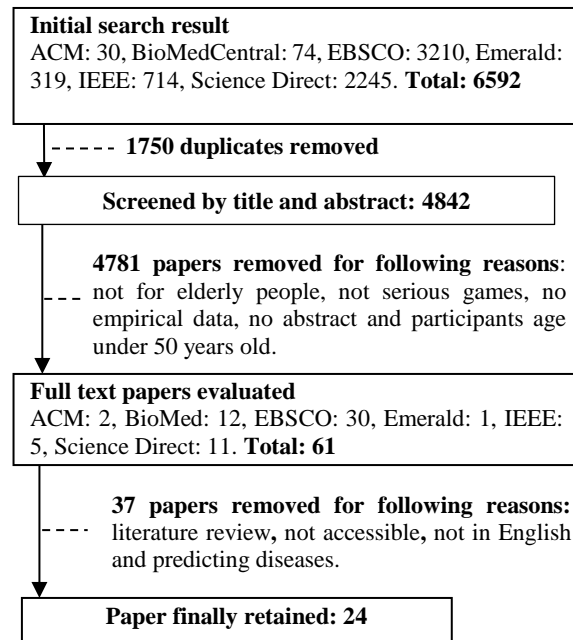 Initial search result
ACM: 30, BioMedCentral: 74, EBSCO: 3210, Emerald:
319, IEEE: 714, Science Direct: 2245. Total: 6592
1750 duplicates removed
Screened by title and abstract: 4842
4781 papers removed for following reasons:
not for elderly people, not serious games, no
empirical data, no abstract and participants age
under 50 years old.
Full text papers evaluated
ACM: 2, BioMed: 12, EBSCO: 30, Emerald: 1, IEEE:
5, Science Direct: 11. Total: 61
37 papers removed for following reasons:
literature review, not accessible, not in English
and predicting diseases.
Paper finally retained: 24